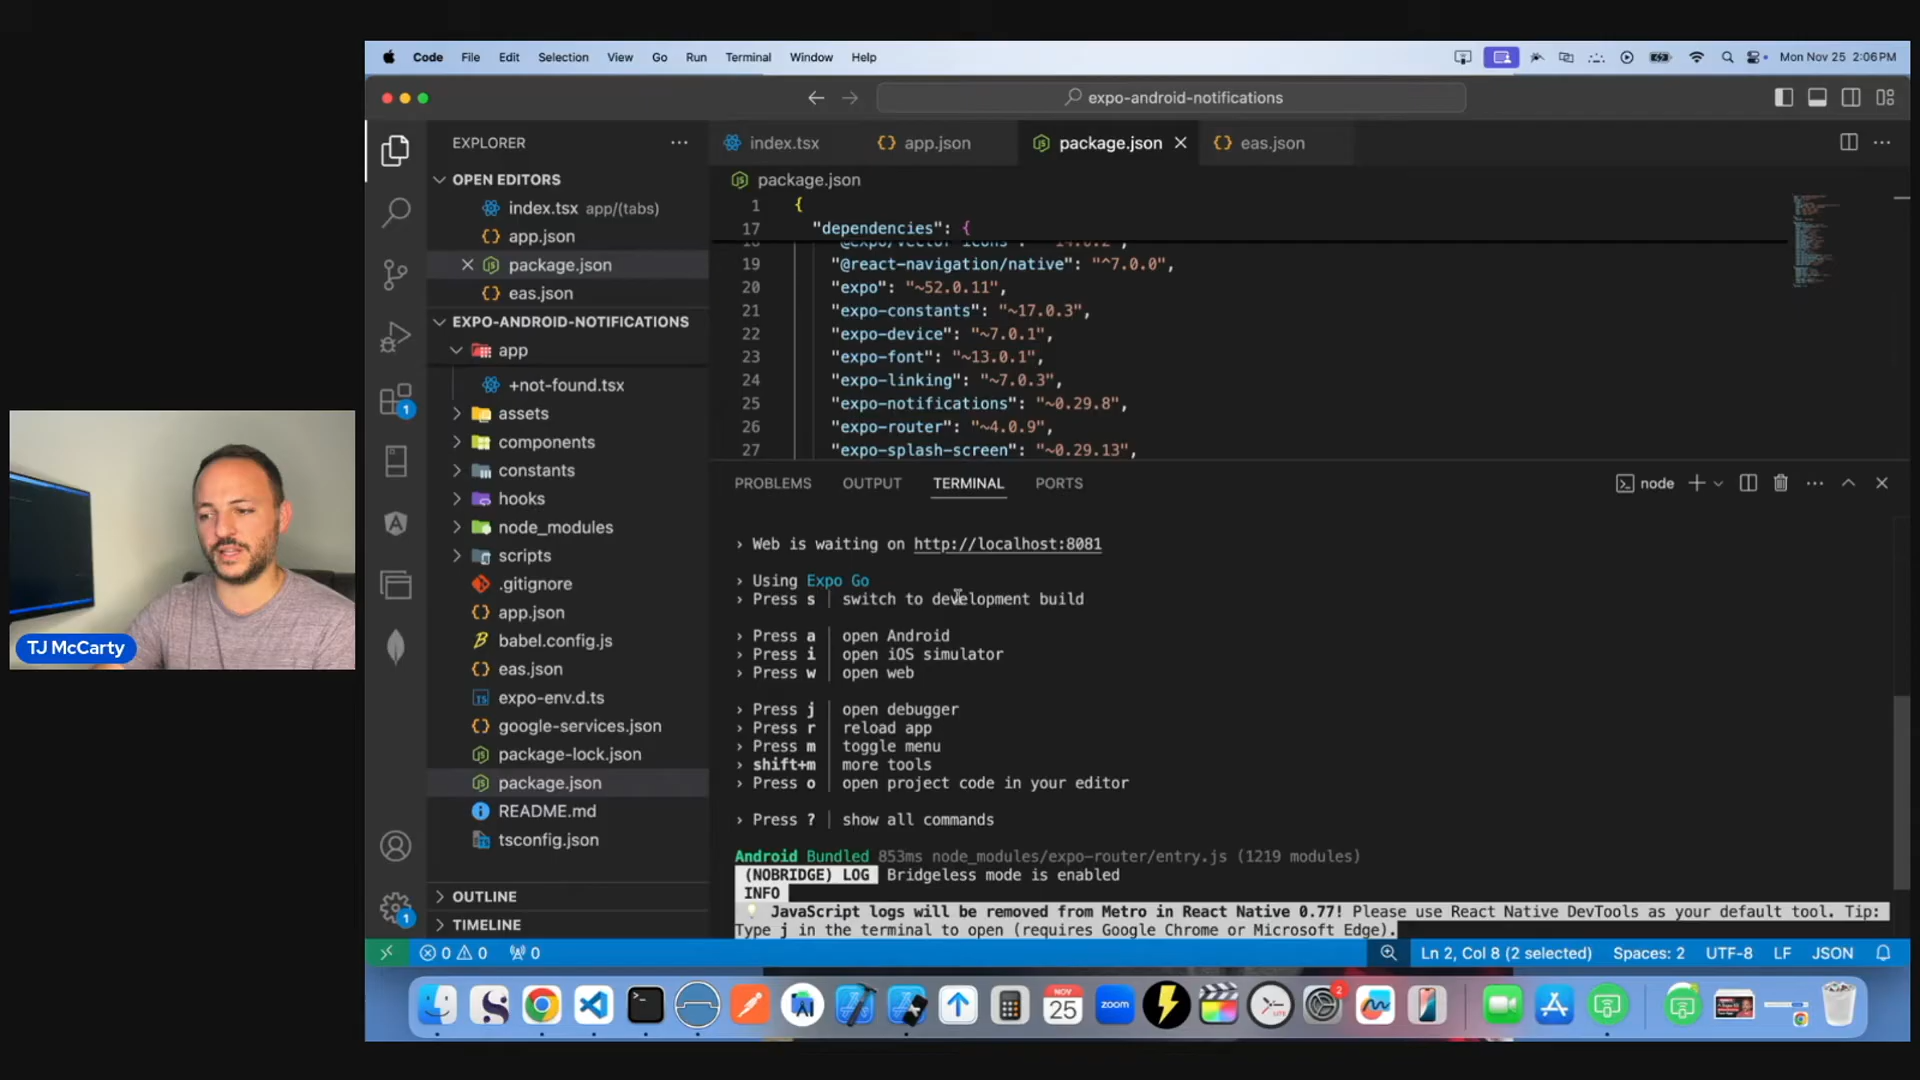 Code File Edit Selection View Go Run Terminal Window Help
Mon Nov 25 2:06 PM
expo-android-notifications
EXPLORER
OPEN EDITORS
index.tsx app/(tabs)
app.json
package.json
eas.json
EXPO-ANDROID-NOTIFICATIONS
app
+not-found.tsx
assets
components
constants
hooks
node_modules
scripts
.gitignore
app.json
babel.config.js
eas.json
expo-env.d.ts
google-services.json
package-lock.json
package.json
README.md
tsconfig.json
OUTLINE
TIMELINE
1
1
index.tsx
app.json
package.json
eas.json
package.json
1 {
17 "dependencies": {
18 "@expo/vector-icons": "^14.0.2",
19 "@react-navigation/native": "^7.0.0",
20 "expo": "~52.0.11",
21 "expo-constants": "~17.0.3",
22 "expo-device": "~7.0.1",
23 "expo-font": "~13.0.1",
24 "expo-linking": "~7.0.3",
25 "expo-notifications": "~0.29.8",
26 "expo-router": "~4.0.9",
27 "expo-splash-screen": "~0.29.13",
PROBLEMS OUTPUT TERMINAL PORTS
node
› Web is waiting on http://localhost:8081
› Using Expo Go
› Press s │ switch to development build
› Press a │ open Android
› Press i │ open iOS simulator
› Press w │ open web
› Press j │ open debugger
› Press r │ reload app
› Press m │ toggle menu
› shift+m │ more tools
› Press o │ open project code in your editor
› Press ? │ show all commands
Android Bundled 853ms node_modules/expo-router/entry.js (1219 modules)
(NOBRIDGE) LOG Bridgeless mode is enabled
INFO
JavaScript logs will be removed from Metro in React Native 0.77! Please use React Native DevTools as your default tool. Tip:
Type j in the terminal to open (requires Google Chrome or Microsoft Edge).
0 0 0
Ln 2, Col 8 (2 selected) Spaces: 2 UTF-8 LF JSON
TJ McCarty
NOV
25
zoom
2